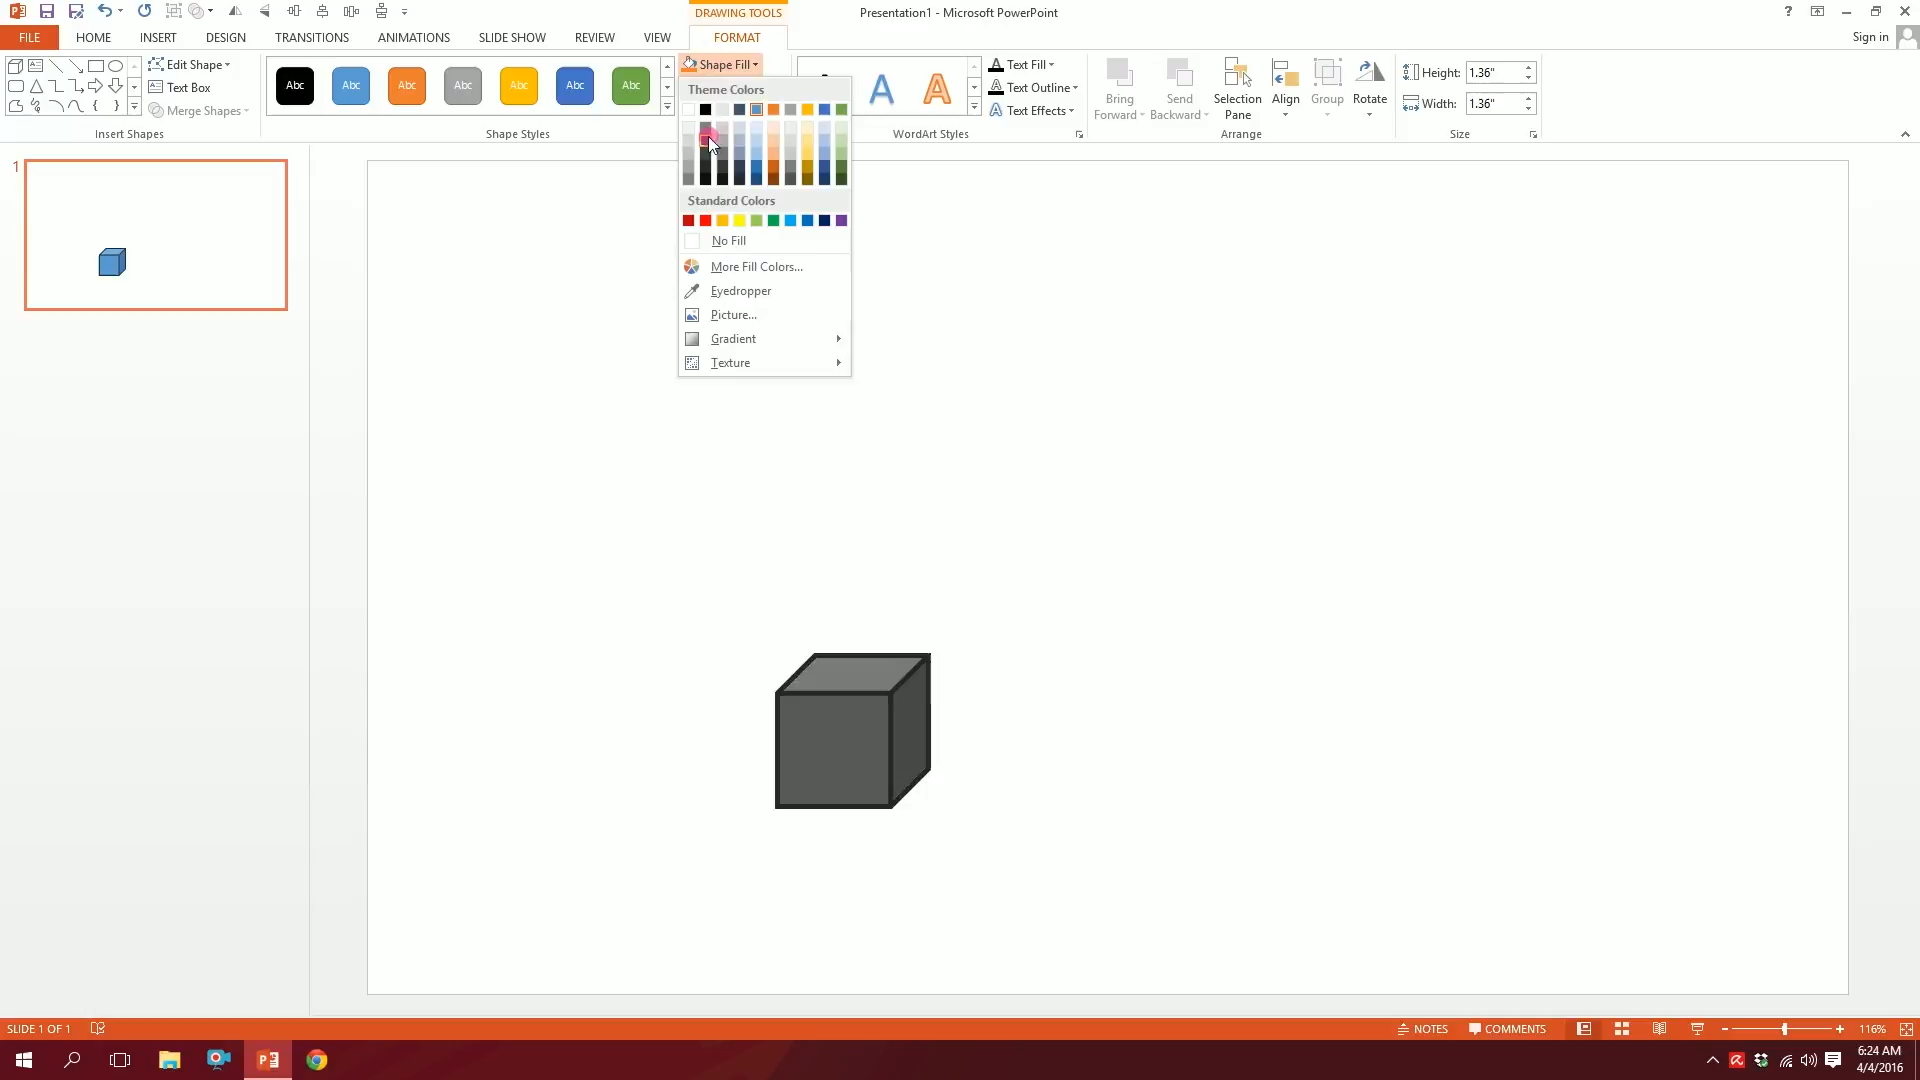 DRAWING TOOLS
Presentation1 - Microsoft PowerPoint
?
FILE
HOME
INSERT
DESIGN
TRANSITIONS
ANIMATIONS
SLIDE SHOW
REVIEW
VIEW
FORMAT
Sign in
Edit Shape
Text Box
Merge Shapes
Insert Shapes
Abc
Abc
Abc
Abc
Abc
Abc
Abc
Shape Styles
Shape Fill
Theme Colors
Standard Colors
No Fill
More Fill Colors...
Eyedropper
Picture...
Gradient
Texture
A
A
Text Fill
Text Outline
Text Effects
WordArt Styles
Bring
Forward
Send
Backward
Selection
Pane
Align
Group
Rotate
Arrange
Height: 1.36"
Width: 1.36"
Size
1
SLIDE 1 OF 1
NOTES
COMMENTS
116%
6:24 AM
4/4/2016